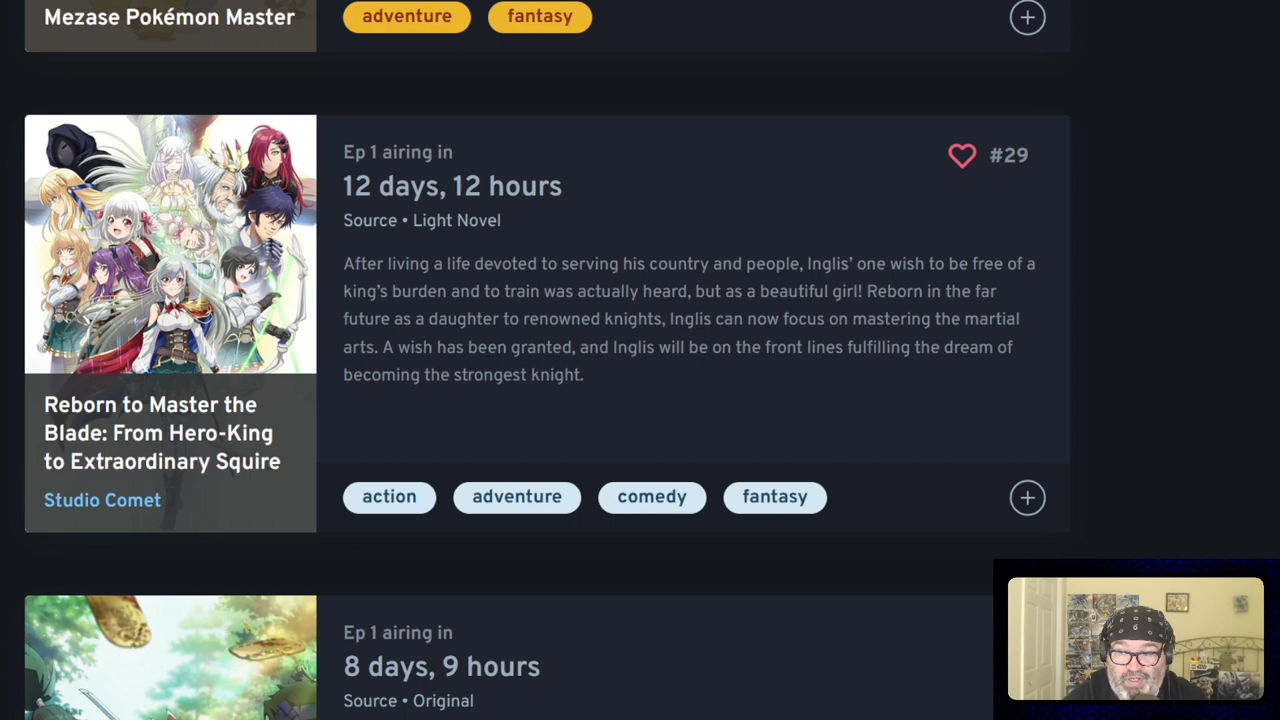 Mezase Pokémon Master
adventure
fantasy
Ep 1 airing in
#29
12 days, 12 hours
Source • Light Novel
After living a life devoted to serving his country and people, Inglis’ one wish to be free of a
king’s burden and to train was actually heard, but as a beautiful girl! Reborn in the far
future as a daughter to renowned knights, Inglis can now focus on mastering the martial
arts. A wish has been granted, and Inglis will be on the front lines fulfilling the dream of
becoming the strongest knight.
Reborn to Master the
Blade: From Hero-King
to Extraordinary Squire
Studio Comet
action
adventure
comedy
fantasy
Ep 1 airing in
8 days, 9 hours
Source • Original